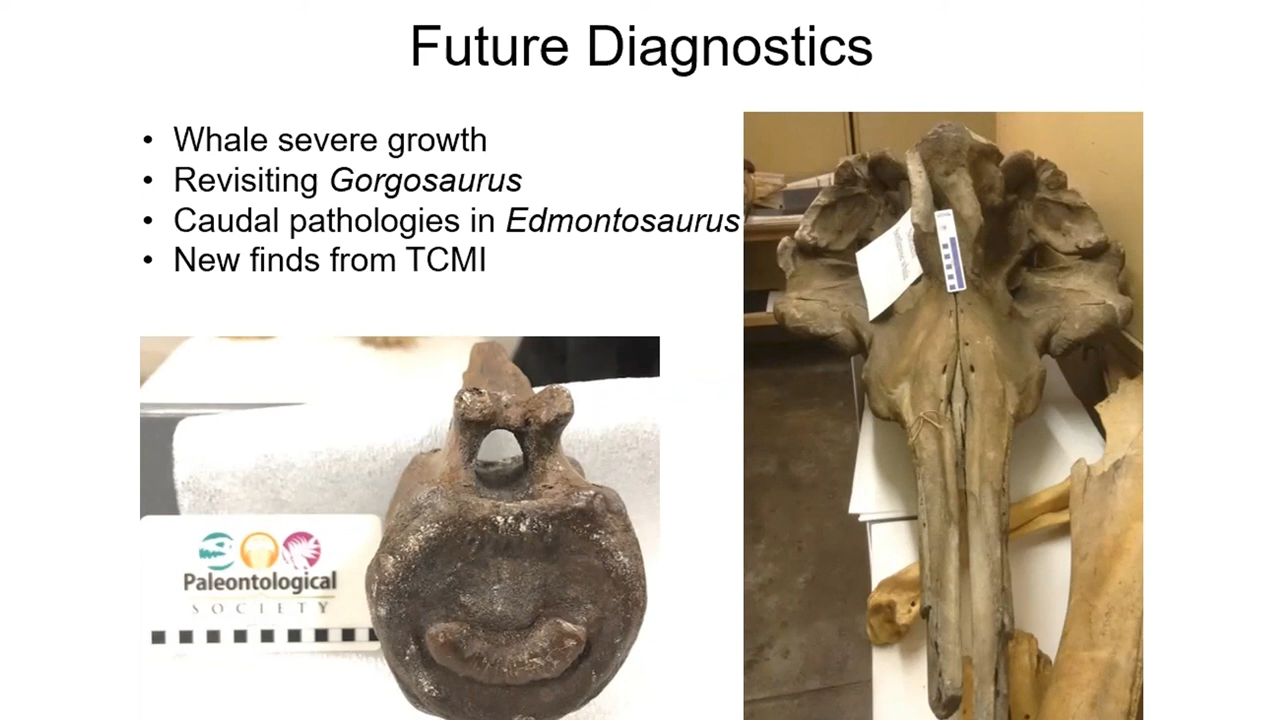 Future Diagnostics
• Whale severe growth
• Revisiting Gorgosaurus
• Caudal pathologies in Edmontosaurus
• New finds from TCMI
Paleontological
SOCIETY